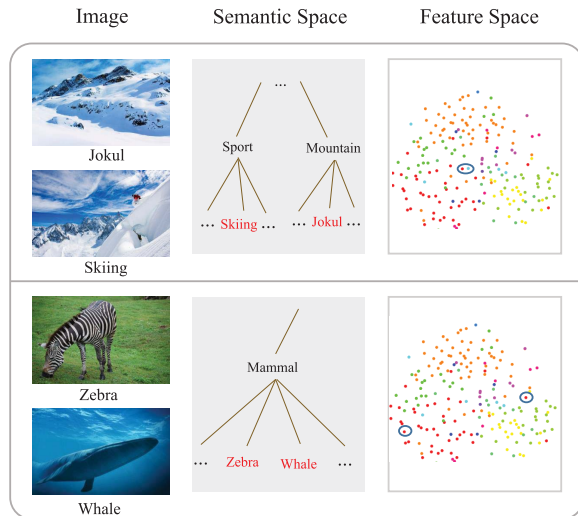 Image Semantic Space Feature Space
...
Jokul
Sport Mountain
... Skiing ... ... Jokul ...
Skiing
Mammal
Zebra
... Zebra Whale ...
Whale